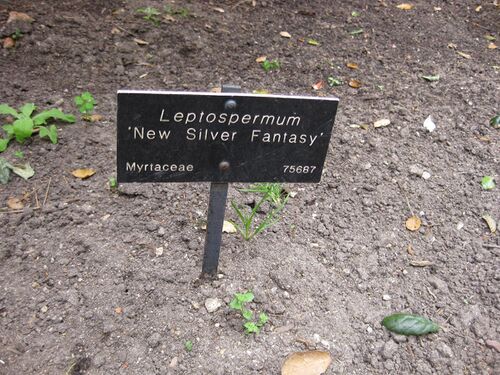 Leptospermum
'New Silver Fantasy'
Myrtaceae 75687